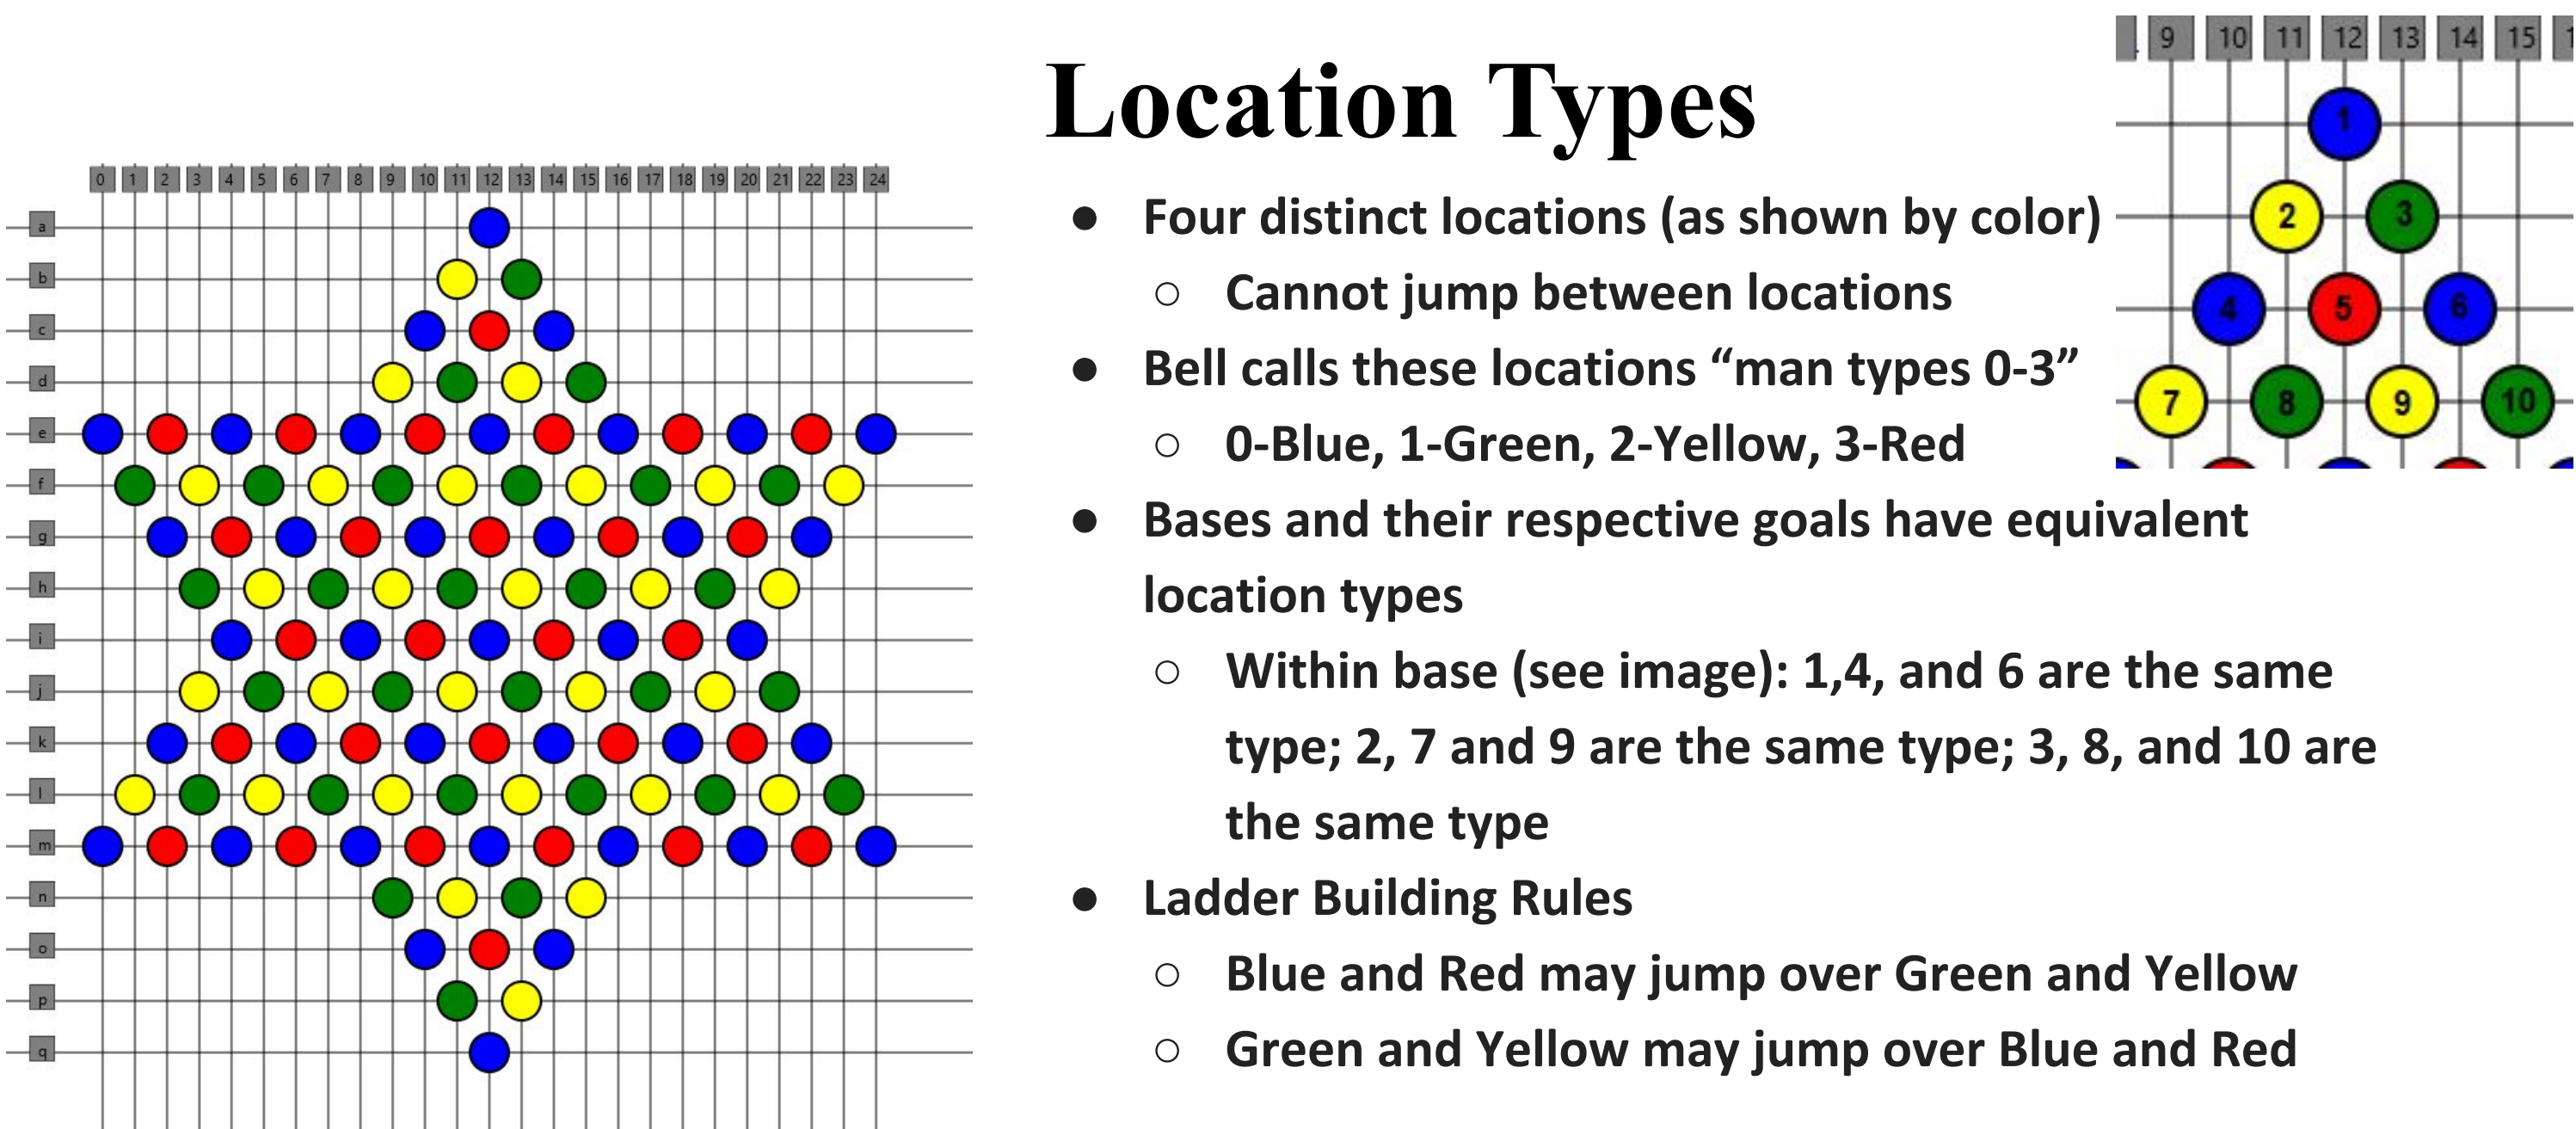 Location Types
0 1 2 3 4 5 6 7 8 9 10 11 12 13 14 15 16 17 18 19 20 21 22 23 24
a
b
c
d
e
f
g
h
i
j
k
l
m
n
o
p
q
● Four distinct locations (as shown by color)
○ Cannot jump between locations
● Bell calls these locations “man types 0-3”
○ 0-Blue, 1-Green, 2-Yellow, 3-Red
● Bases and their respective goals have equivalent
location types
○ Within base (see image): 1,4, and 6 are the same
type; 2, 7 and 9 are the same type; 3, 8, and 10 are
the same type
● Ladder Building Rules
○ Blue and Red may jump over Green and Yellow
○ Green and Yellow may jump over Blue and Red
9 10 11 12 13 14 15 1
1
2 3
4 5 6
7 8 9 10